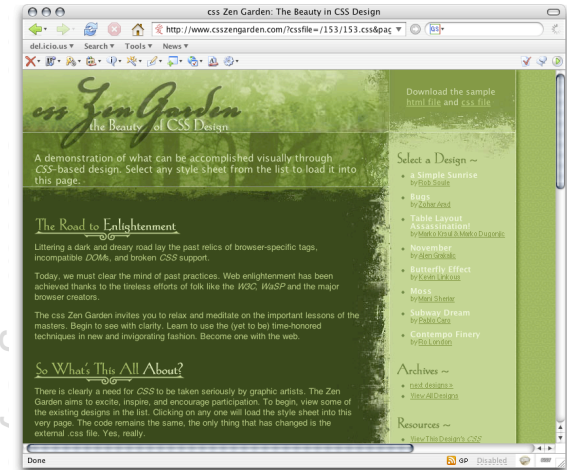 css Zen Garden: The Beauty in CSS Design
http://www.csszengarden.com/?cssfile=/153/153.css&pag
del.icio.us Search Tools News
css Zen Garden
the Beauty of CSS Design
Download the sample
html file and css file
A demonstration of what can be accomplished visually through
CSS-based design. Select any style sheet from the list to load it into
this page.
The Road to Enlightenment
Littering a dark and dreary road lay the past relics of browser-specific tags,
incompatible DOMs, and broken CSS support.
Today, we must clear the mind of past practices. Web enlightenment has been
achieved thanks to the tireless efforts of folk like the W3C, WaSP and the major
browser creators.
The css Zen Garden invites you to relax and meditate on the important lessons of the
masters. Begin to see with clarity. Learn to use the (yet to be) time-honored
techniques in new and invigorating fashion. Become one with the web.
So What's This All About?
There is clearly a need for CSS to be taken seriously by graphic artists. The Zen
Garden aims to excite, inspire, and encourage participation. To begin, view some of
the existing designs in the list. Clicking on any one will load the style sheet into this
very page. The code remains the same, the only thing that has changed is the
external .css file. Yes, really.
Select a Design ~
a Simple Sunrise
by Rob Soule
Bugs
by Zohar Arad
Table Layout
Assassination!
by Marko Krsul & Marko Dugonjic
November
by Alen Grakalic
Butterfly Effect
by Kevin Linkous
Moss
by Mani Sheriar
Subway Dream
by Pablo Caro
Contempo Finery
by Ro London
Archives ~
next designs »
View All Designs
Resources ~
View This Design's CSS
Done
GP Disabled